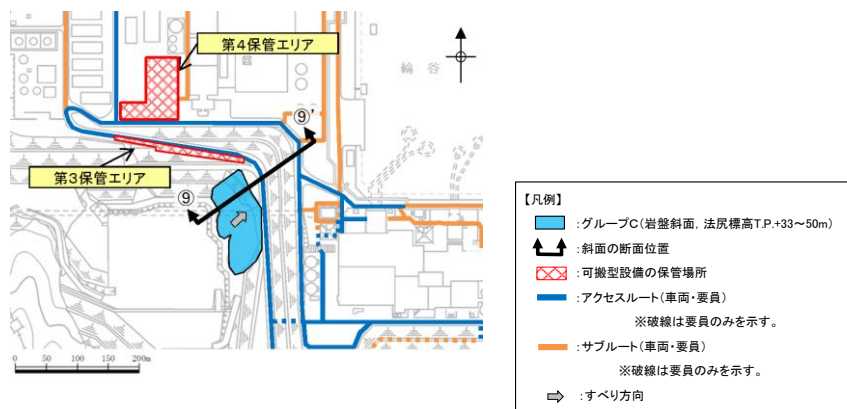 第4保管エリア
輪谷
⑨'
第3保管エリア
⑨
0 50 100 150 200m
【凡例】
:グループC(岩盤斜面, 法尻標高T.P.+33~50m)
:斜面の断面位置
:可搬型設備の保管場所
:アクセスルート(車両・要員)
※破線は要員のみを示す。
:サブルート(車両・要員)
※破線は要員のみを示す。
:すべり方向